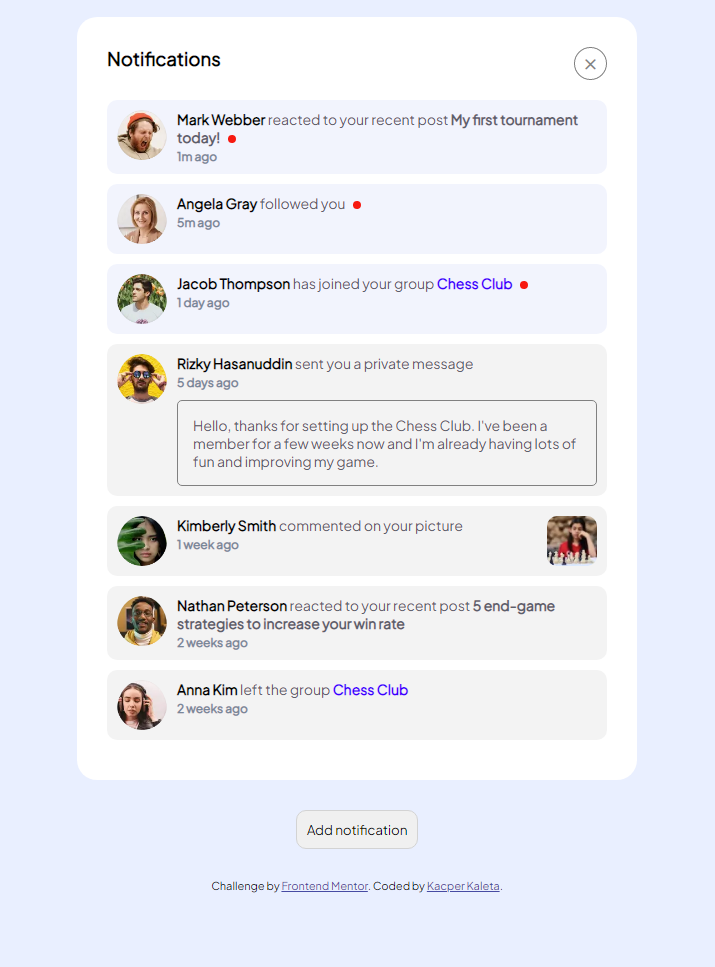 Notifications
Mark Webber reacted to your recent post My first tournament
today!
1m ago
Angela Gray followed you
5m ago
Jacob Thompson has joined your group Chess Club
1 day ago
Rizky Hasanuddin sent you a private message
5 days ago
Hello, thanks for setting up the Chess Club. I've been a
member for a few weeks now and I'm already having lots of
fun and improving my game.
Kimberly Smith commented on your picture
1 week ago
Nathan Peterson reacted to your recent post 5 end-game
strategies to increase your win rate
2 weeks ago
Anna Kim left the group Chess Club
2 weeks ago
Add notification
Challenge by Frontend Mentor. Coded by Kacper Kaleta.